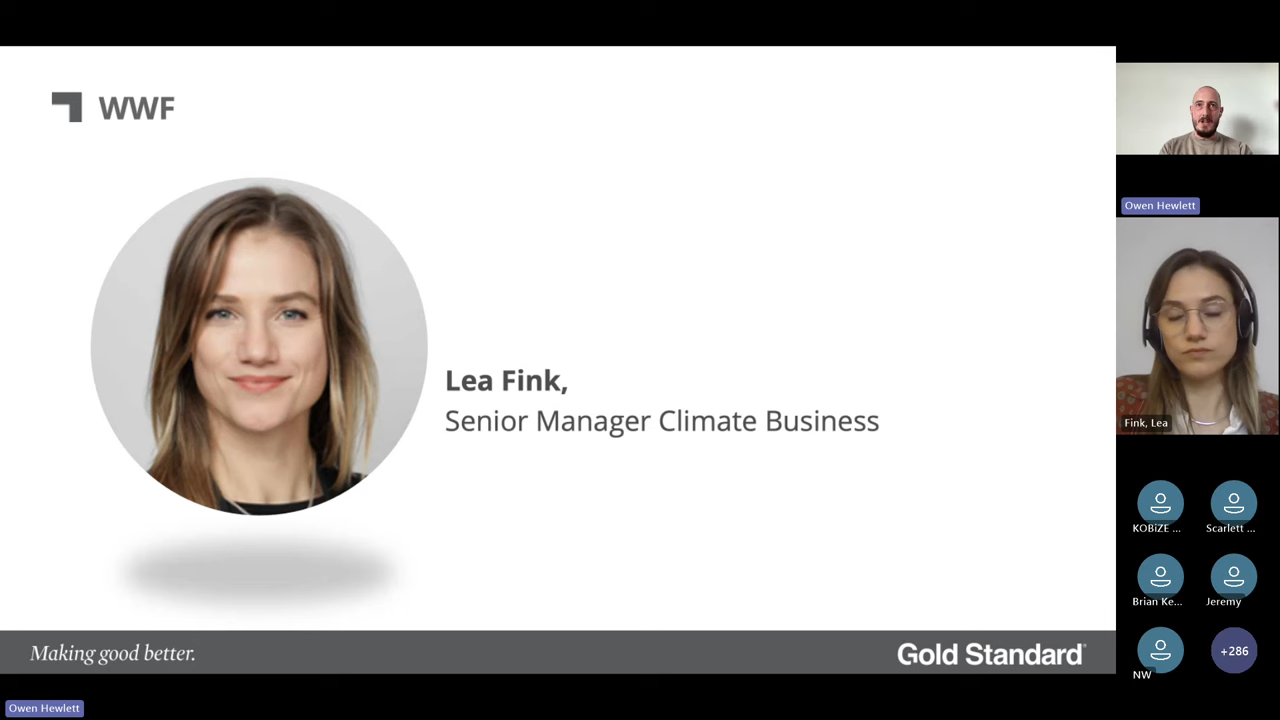 WWF
Lea Fink,
Senior Manager Climate Business
Making good better.
Gold Standard
Owen Hewlett
Owen Hewlett
Fink, Lea
KOBiZE ...
Scarlett ...
Brian Ke...
Jeremy
NW
+286